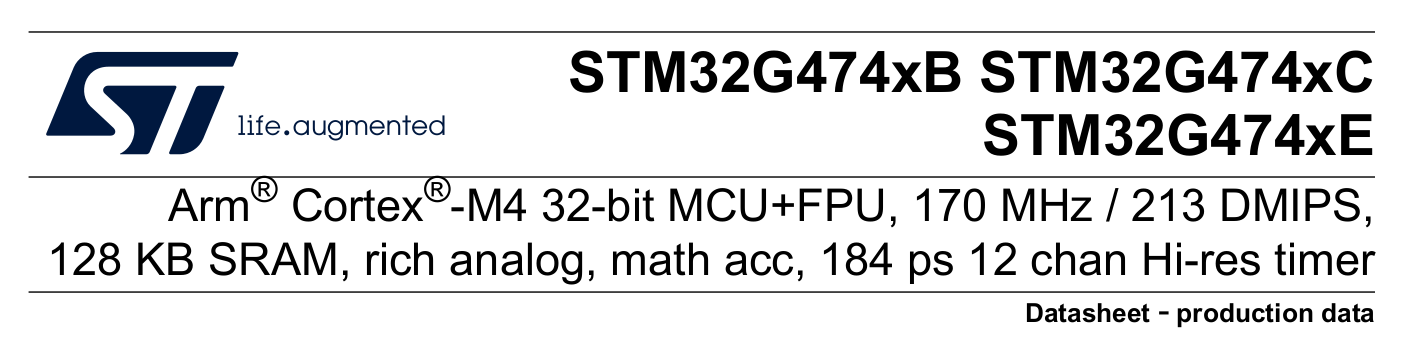 STM32G474xB STM32G474xC
STM32G474xE
ST life.augmented
Arm® Cortex®-M4 32-bit MCU+FPU, 170 MHz / 213 DMIPS,
128 KB SRAM, rich analog, math acc, 184 ps 12 chan Hi-res timer
Datasheet - production data